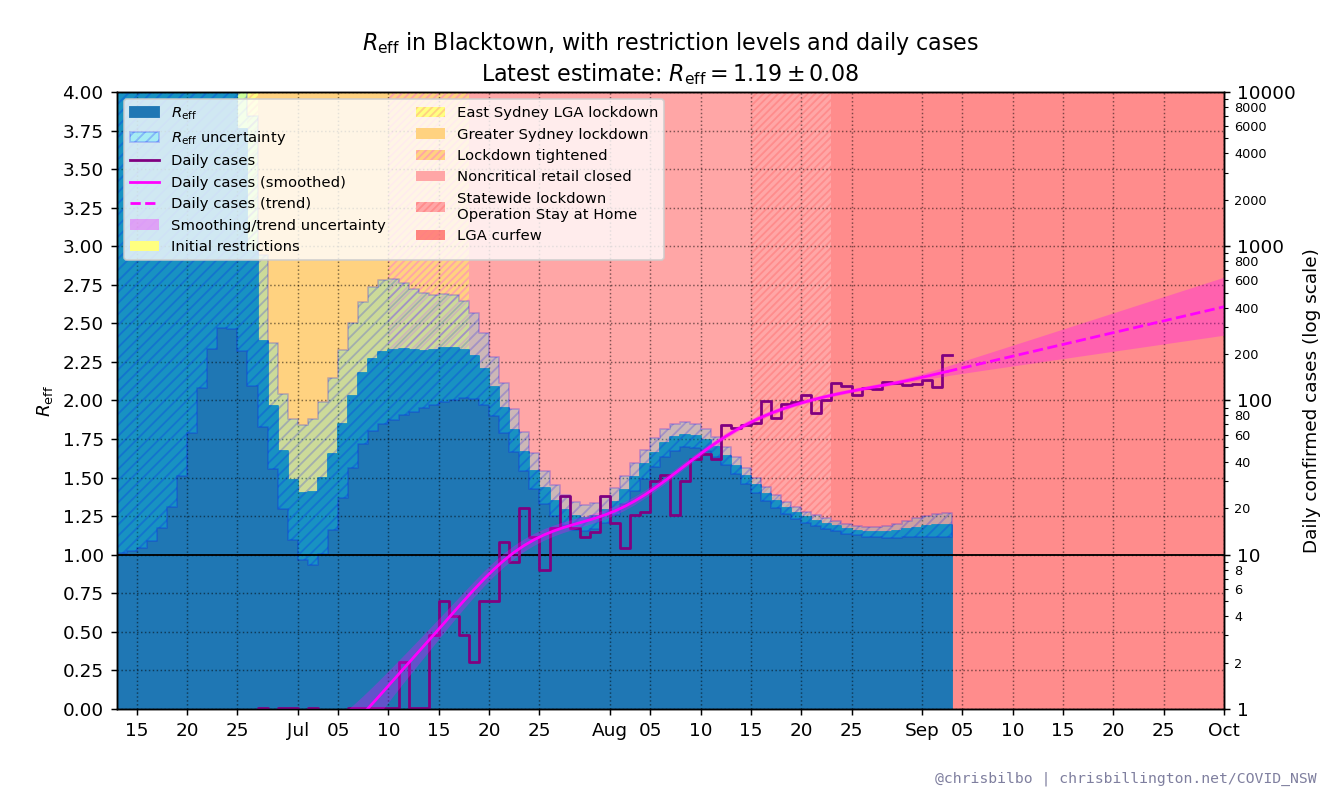 Reff in Blacktown, with restriction levels and daily cases
Latest estimate: Reff = 1.19 ± 0.08
Reff
Reff uncertainty
Daily cases
Daily cases (smoothed)
Daily cases (trend)
Smoothing/trend uncertainty
Initial restrictions
East Sydney LGA lockdown
Greater Sydney lockdown
Lockdown tightened
Noncritical retail closed
Statewide lockdown
Operation Stay at Home
LGA curfew
Reff
4.00
3.75
3.50
3.25
3.00
2.75
2.50
2.25
2.00
1.75
1.50
1.25
1.00
0.75
0.50
0.25
0.00
10000
8000
6000
4000
2000
1000
800
600
400
200
100
80
60
40
20
10
8
6
4
2
1
Daily confirmed cases (log scale)
15 20 25 Jul 05 10 15 20 25 Aug 05 10 15 20 25 Sep 05 10 15 20 25 Oct
@chrisbilbo | chrisbillington.net/COVID_NSW